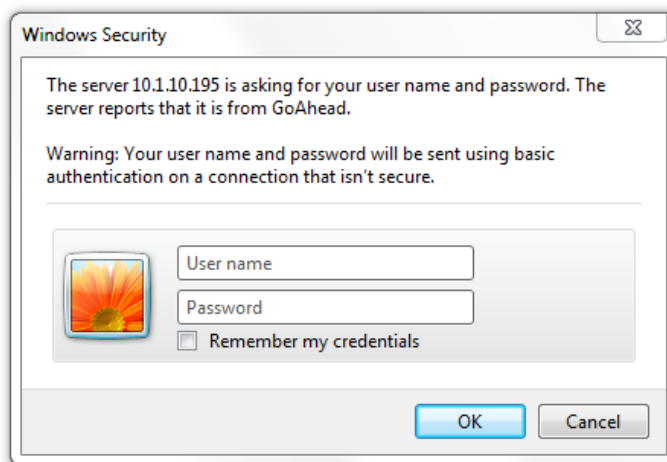 Windows Security
The server 10.1.10.195 is asking for your user name and password. The
server reports that it is from GoAhead.
Warning: Your user name and password will be sent using basic
authentication on a connection that isn't secure.
User name
Password
Remember my credentials
OK
Cancel